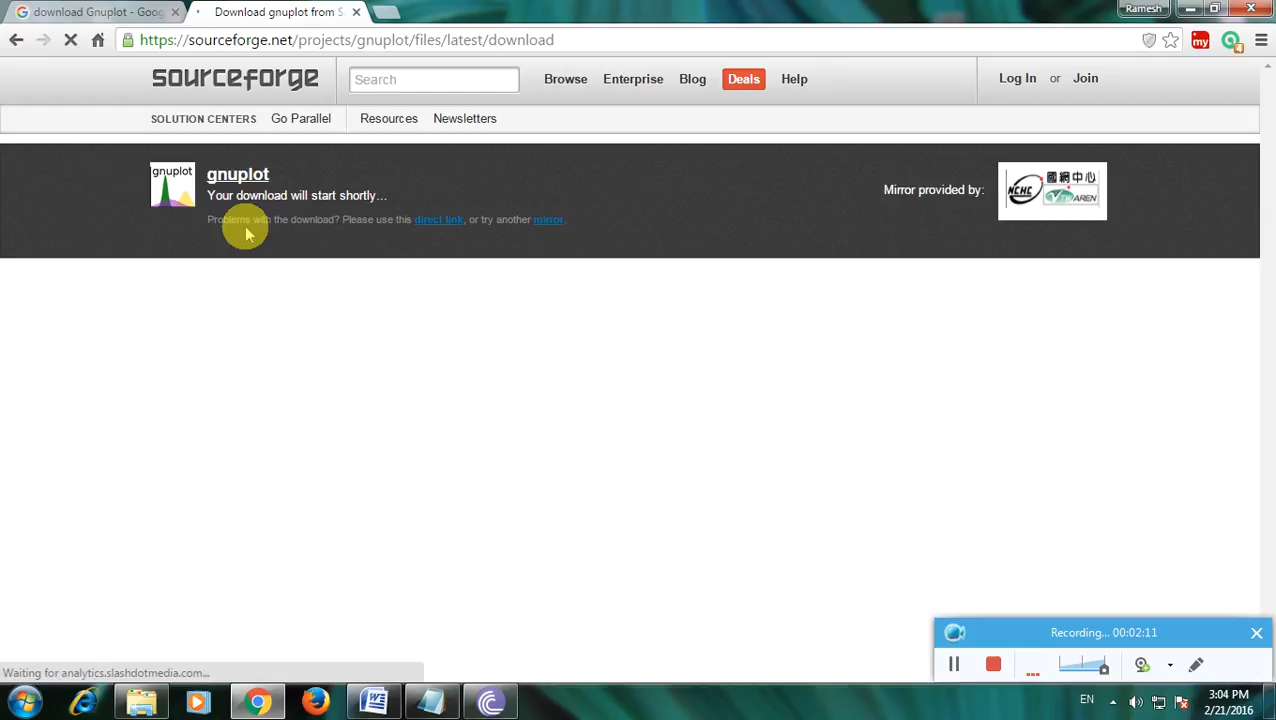 download Gnuplot - Goog
Download gnuplot from S
Ramesh
https://sourceforge.net/projects/gnuplot/files/latest/download
my
sourceforge
Search
Browse
Enterprise
Blog
Deals
Help
Log In or Join
SOLUTION CENTERS
Go Parallel
Resources
Newsletters
gnuplot
gnuplot
Your download will start shortly...
Problems with the download? Please use this direct link, or try another mirror.
Mirror provided by:
NCHC
國網中心
Recording... 00:02:11
Waiting for analytics.slashdotmedia.com...
EN
3:04 PM
2/21/2016